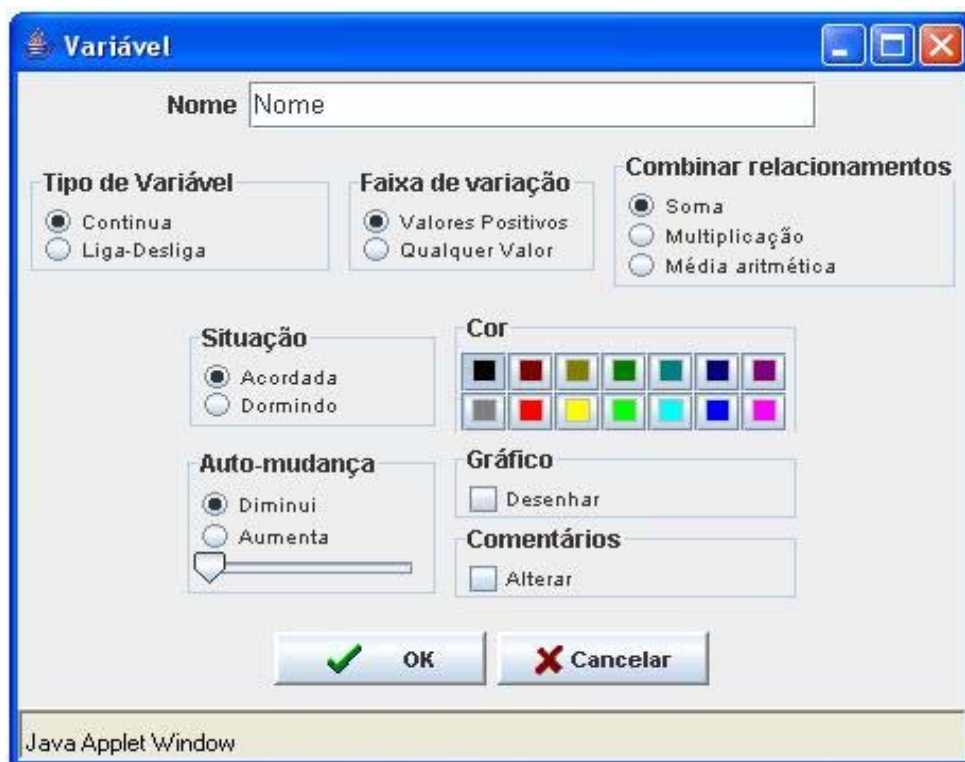 Variável
Nome Nome
Tipo de Variável
Continua
Liga-Desliga
Faixa de variação
Valores Positivos
Qualquer Valor
Combinar relacionamentos
Soma
Multiplicação
Média aritmética
Situação
Acordada
Dormindo
Cor
Auto-mudança
Diminui
Aumenta
Gráfico
Desenhar
Comentários
Alterar
OK
Cancelar
Java Applet Window